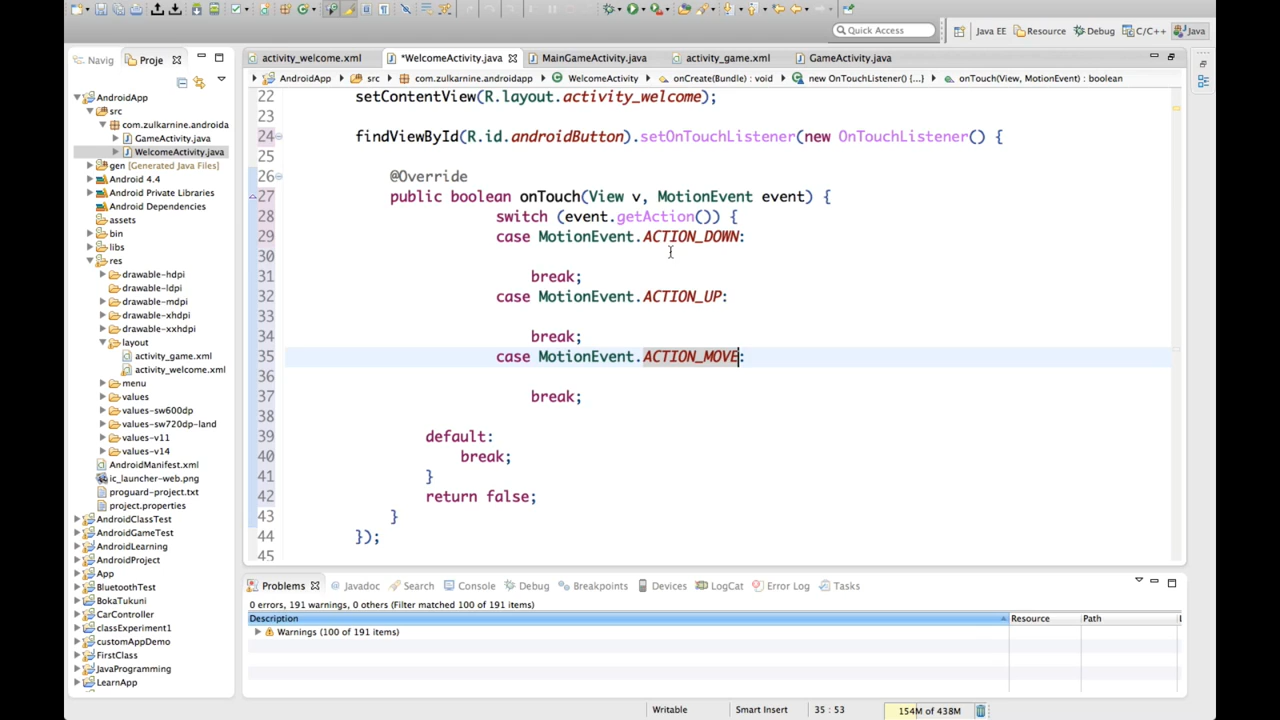 Quick Access
Java EE
Resource
Debug
C/C++
Java
Navig
Proje
activity_welcome.xml
*WelcomeActivity.java
MainGameActivity.java
activity_game.xml
GameActivity.java
AndroidApp
src
com.zulkarnine.androidapp
WelcomeActivity
onCreate(Bundle) : void
new OnTouchListener() {...}
onTouch(View, MotionEvent) : boolean
AndroidApp
src
com.zulkarnine.androida
GameActivity.java
WelcomeActivity.java
gen [Generated Java Files]
Android 4.4
Android Private Libraries
Android Dependencies
assets
bin
libs
res
drawable-hdpi
drawable-ldpi
drawable-mdpi
drawable-xhdpi
drawable-xxhdpi
layout
activity_game.xml
activity_welcome.xml
menu
values
values-sw600dp
values-sw720dp-land
values-v11
values-v14
AndroidManifest.xml
ic_launcher-web.png
proguard-project.txt
project.properties
AndroidClassTest
AndroidGameTest
AndroidLearning
AndroidProject
App
BluetoothTest
BokaTukuni
CarController
classExperiment1
customAppDemo
FirstClass
JavaProgramming
LearnApp
22 setContentView(R.layout.activity_welcome);
23
24 findViewById(R.id.androidButton).setOnTouchListener(new OnTouchListener() {
25
26 @Override
27 public boolean onTouch(View v, MotionEvent event) {
28 switch (event.getAction()) {
29 case MotionEvent.ACTION_DOWN:
30
31 break;
32 case MotionEvent.ACTION_UP:
33
34 break;
35 case MotionEvent.ACTION_MOVE:
36
37 break;
38
39 default:
40 break;
41 }
42 return false;
43 }
44 });
45
Problems
Javadoc
Search
Console
Debug
Breakpoints
Devices
LogCat
Error Log
Tasks
0 errors, 191 warnings, 0 others (Filter matched 100 of 191 items)
Description
Resource
Path
L
Warnings (100 of 191 items)
Writable
Smart Insert
35 : 53
154M of 438M